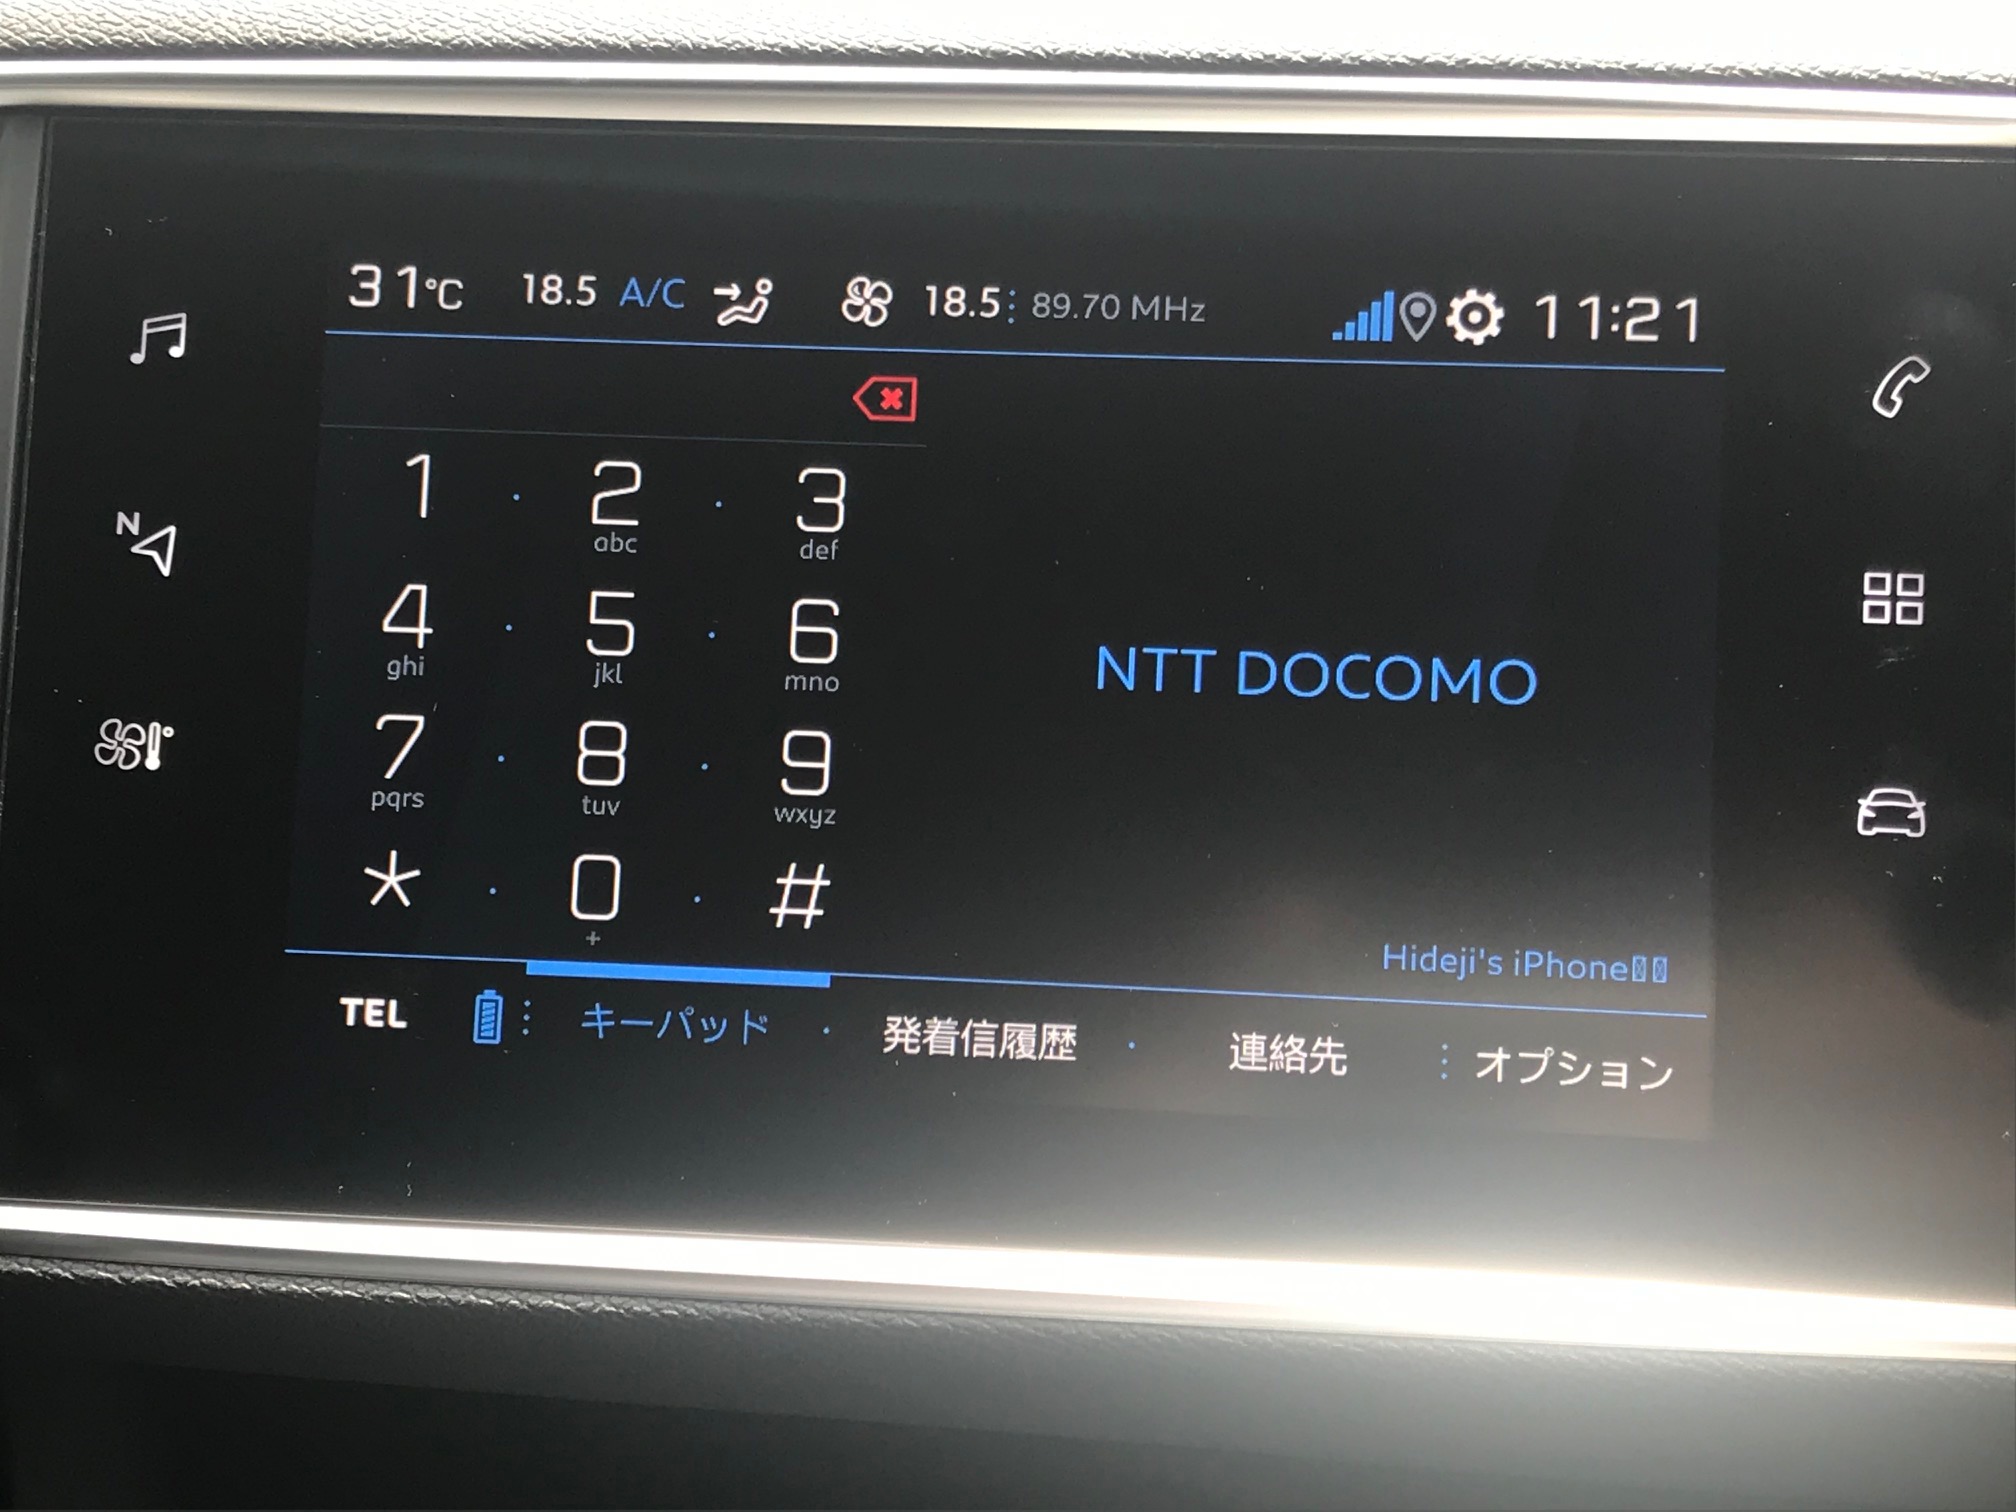 31°C 18.5 A/C 18.5 89.70 MHz 11:21
1 2 3
abc def
4 5 6
ghi jkl mno
7 8 9
pqrs tuv wxyz
* 0 #
+
N
NTT DOCOMO
Hideji's iPhone
TEL キーパッド 発着信履歴 連絡先 オプション